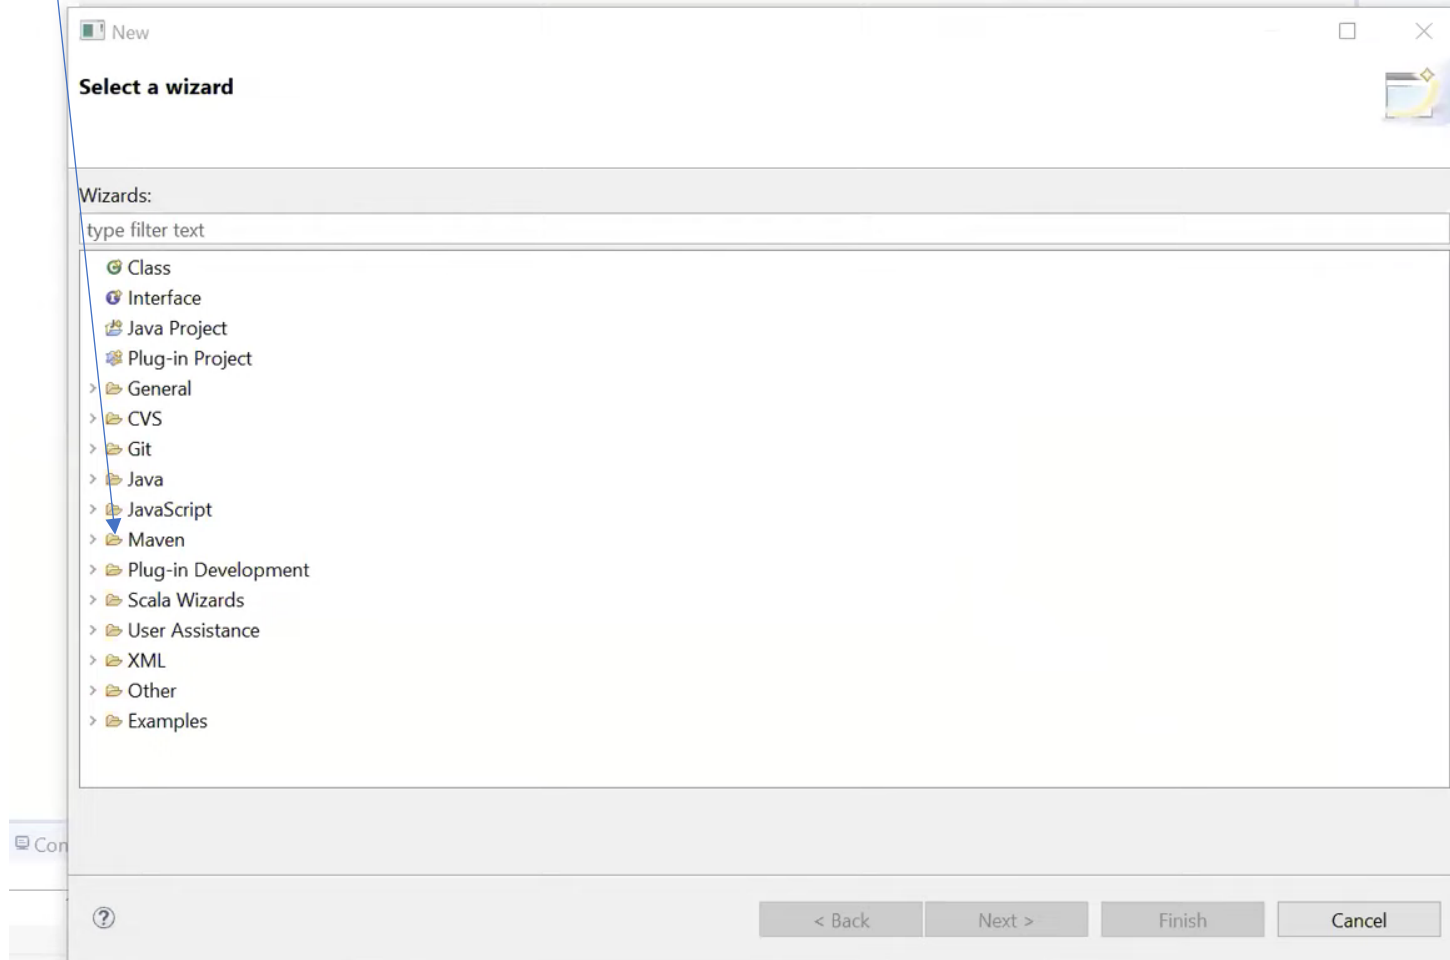 New
Select a wizard
Wizards:
type filter text
Class
Interface
Java Project
Plug-in Project
General
CVS
Git
Java
JavaScript
Maven
Plug-in Development
Scala Wizards
User Assistance
XML
Other
Examples
Con
< Back Next > Finish Cancel